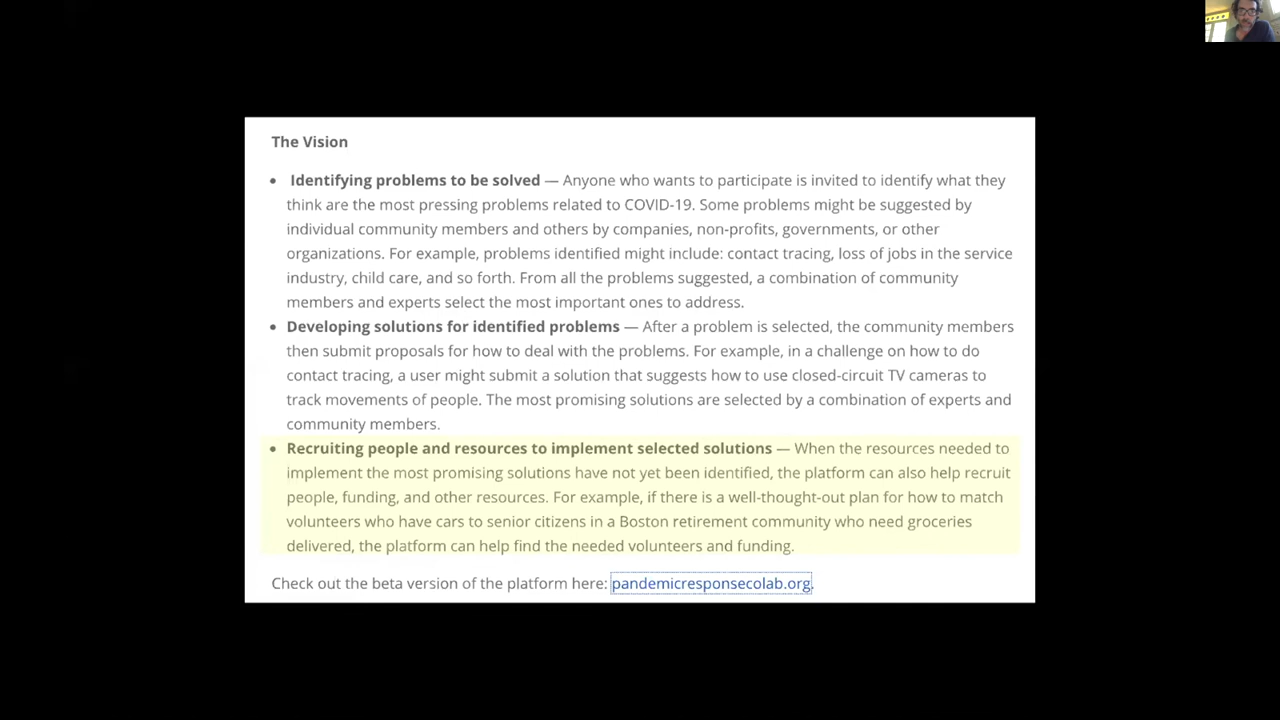 The Vision
• Identifying problems to be solved — Anyone who wants to participate is invited to identify what they
think are the most pressing problems related to COVID-19. Some problems might be suggested by
individual community members and others by companies, non-profits, governments, or other
organizations. For example, problems identified might include: contact tracing, loss of jobs in the service
industry, child care, and so forth. From all the problems suggested, a combination of community
members and experts select the most important ones to address.
• Developing solutions for identified problems — After a problem is selected, the community members
then submit proposals for how to deal with the problems. For example, in a challenge on how to do
contact tracing, a user might submit a solution that suggests how to use closed-circuit TV cameras to
track movements of people. The most promising solutions are selected by a combination of experts and
community members.
• Recruiting people and resources to implement selected solutions — When the resources needed to
implement the most promising solutions have not yet been identified, the platform can also help recruit
people, funding, and other resources. For example, if there is a well-thought-out plan for how to match
volunteers who have cars to senior citizens in a Boston retirement community who need groceries
delivered, the platform can help find the needed volunteers and funding.
Check out the beta version of the platform here: pandemicresponsecolab.org.